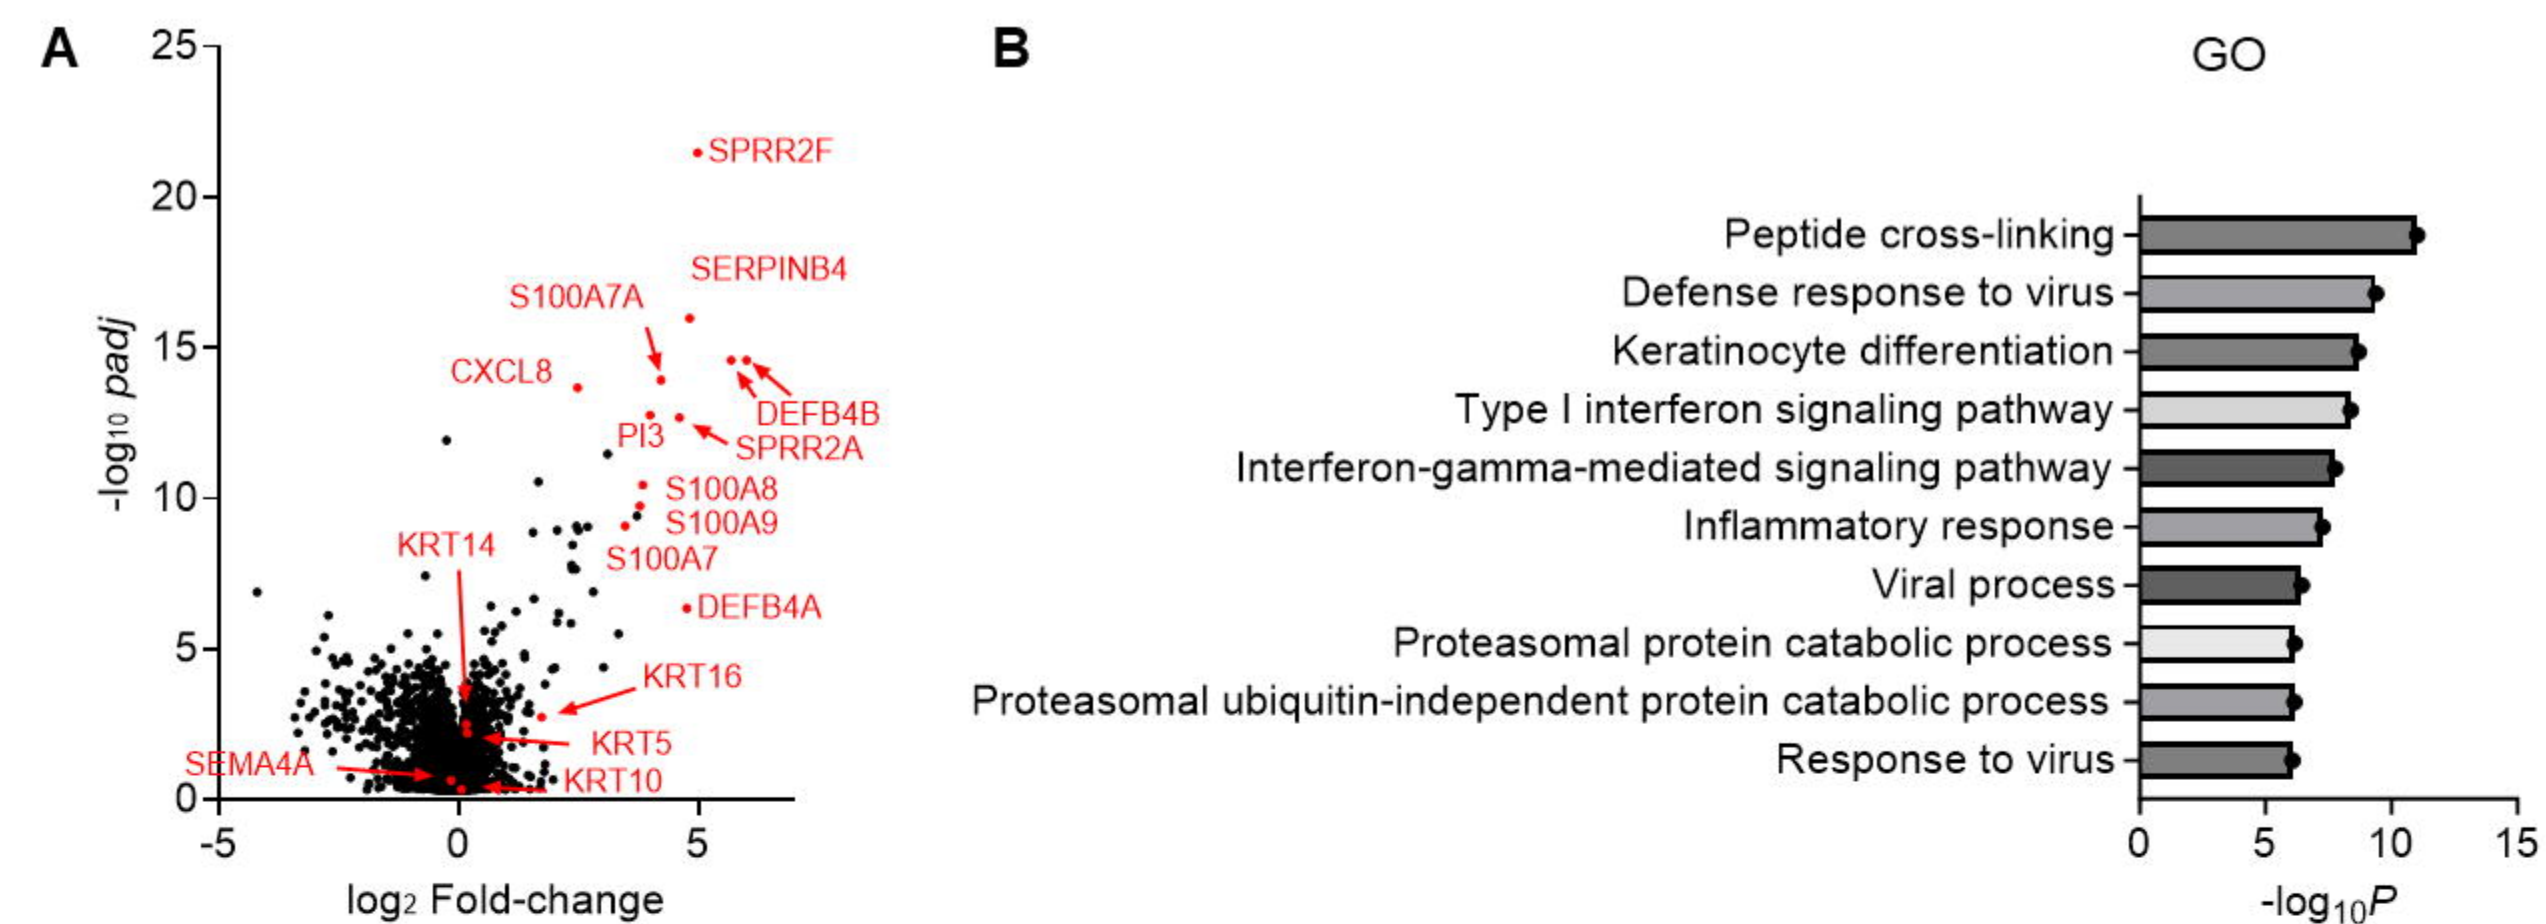 A
25
20
15
10
5
0
-log10 padj
SPRR2F
SERPINB4
S100A7A
CXCL8
DEFB4B
PI3
SPRR2A
S100A8
S100A9
KRT14
S100A7
DEFB4A
KRT16
KRT5
SEMA4A
KRT10
-5
0
5
log2 Fold-change
B
GO
Peptide cross-linking
Defense response to virus
Keratinocyte differentiation
Type I interferon signaling pathway
Interferon-gamma-mediated signaling pathway
Inflammatory response
Viral process
Proteasomal protein catabolic process
Proteasomal ubiquitin-independent protein catabolic process
Response to virus
0
5
10
15
-log10P